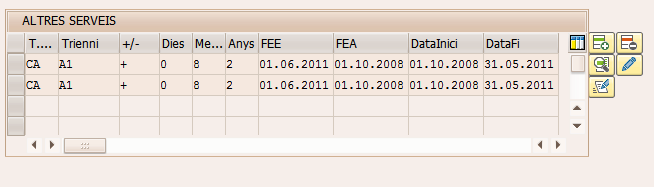 ALTRES SERVEIS
T.... Trienni +/- Dies Me... Anys FEE FEA DataInici DataFi
CA A1 + 0 8 2 01.06.2011 01.10.2008 01.10.2008 31.05.2011
CA A1 + 0 8 2 01.06.2011 01.10.2008 01.10.2008 31.05.2011